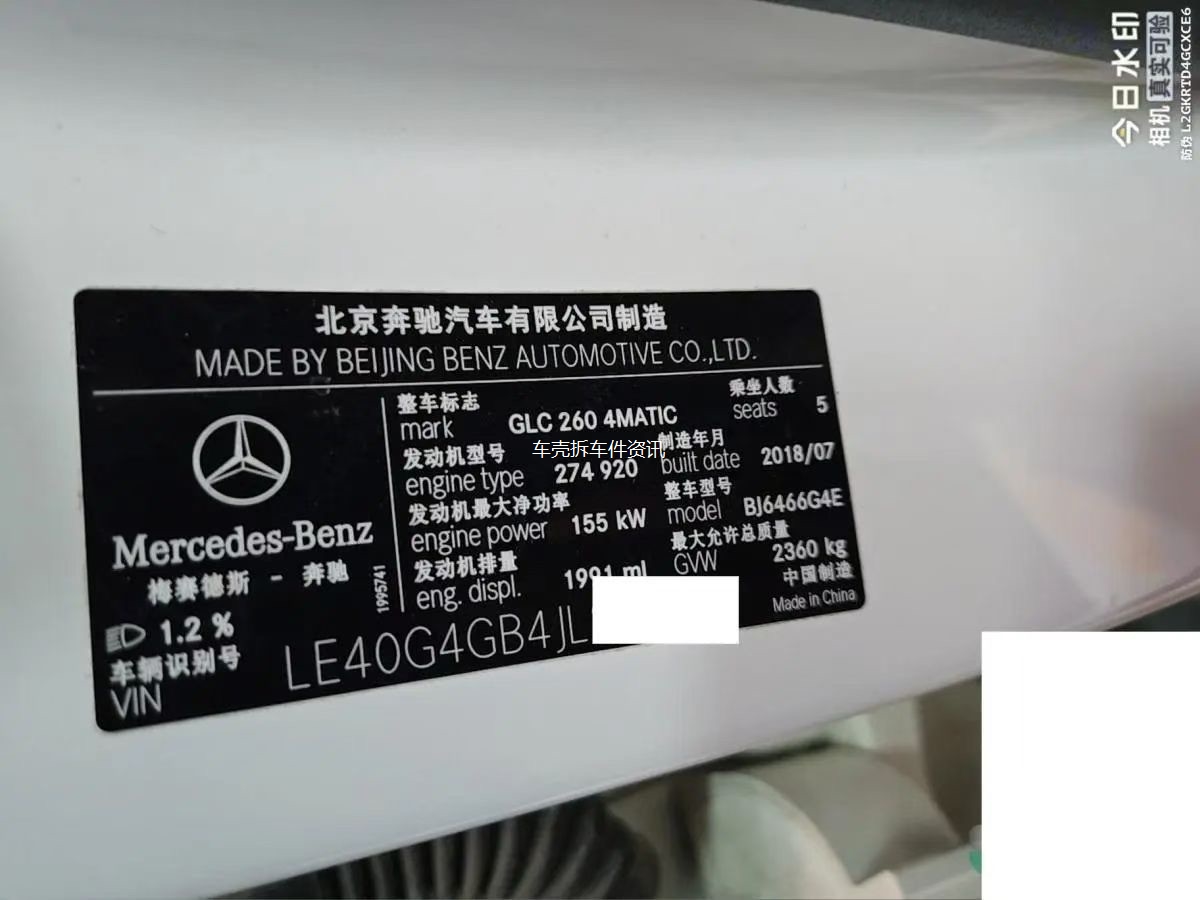 北京奔驰汽车有限公司制造
MADE BY BEIJING BENZ AUTOMOTIVE CO.,LTD.
Mercedes-Benz
梅赛德斯 - 奔驰
1.2 %
1995741
整车标志
mark GLC 260 4MATIC
乘坐人数
seats 5
发动机型号
engine type 274 920
制造年月
built date 2018/07
发动机最大净功率
engine power 155 kW
整车型号
model BJ6466G4E
发动机排量
eng. displ. 1991 ml
最大允许总质量
GVW 2360 kg
中国制造
Made in China
车辆识别号
VIN LE40G4GB4JL
车壳拆车件资讯
今日水印
相机 真实可验
防伪 L2GKRTD4GCXCE6